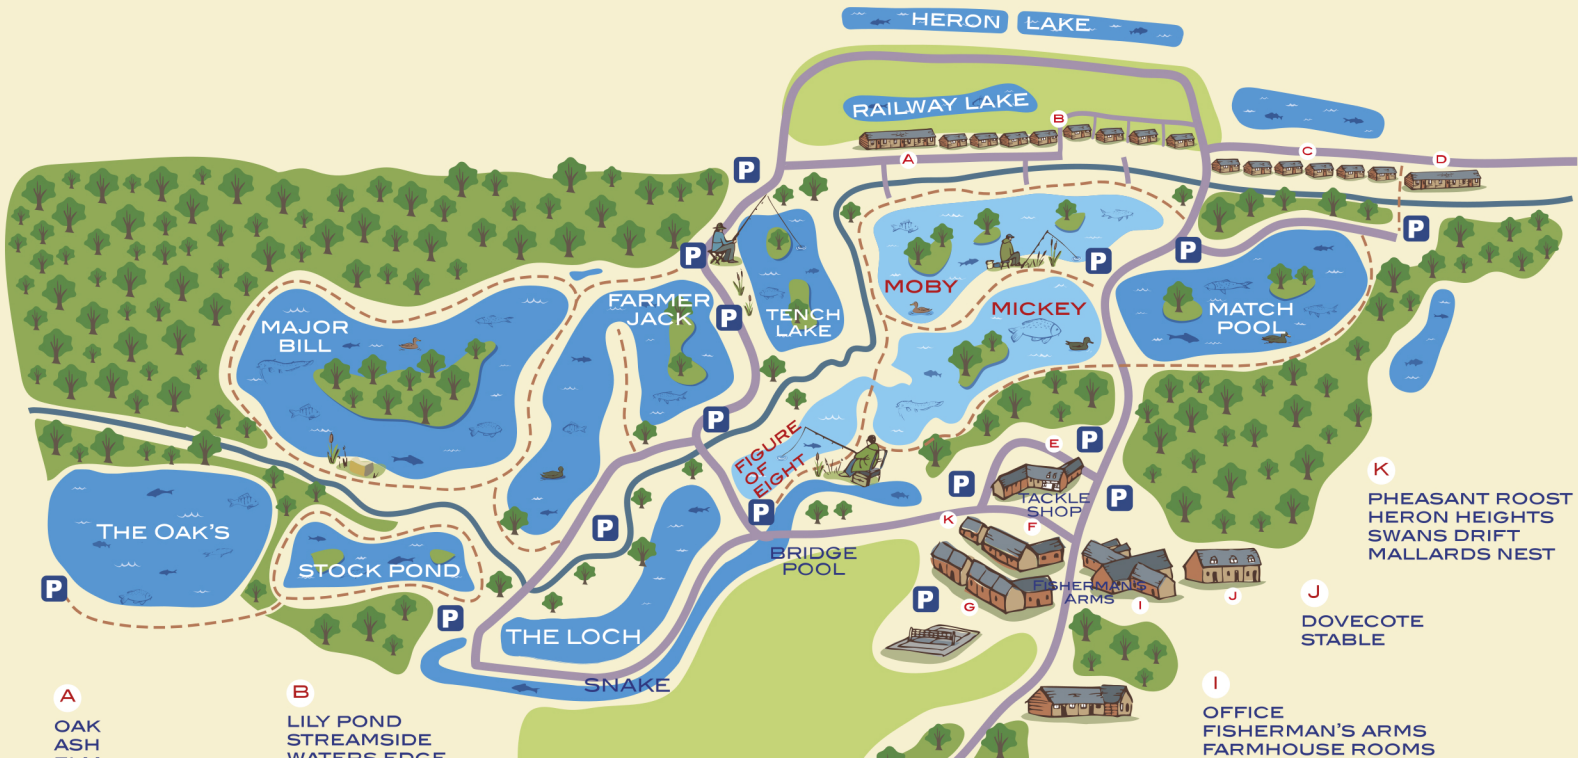 HERON LAKE
RAILWAY LAKE
B
A
C
D
P
P
P
P
P
P
MOBY
MICKEY
MATCH
POOL
MAJOR
BILL
FARMER
JACK
TENCH
LAKE
P
P
FIGURE
OF
EIGHT
E
P
P
P
TACKLE
SHOP
THE OAK'S
STOCK POND
P
P
P
P
K
F
BRIDGE
POOL
FISHERMAN'S
ARMS
G
I
J
P
THE LOCH
SNAKE
K
PHEASANT ROOST
HERON HEIGHTS
SWANS DRIFT
MALLARDS NEST
J
DOVECOTE
STABLE
A
OAK
ASH
B
LILY POND
STREAMSIDE
WATERS EDGE
I
OFFICE
FISHERMAN'S ARMS
FARMHOUSE ROOMS